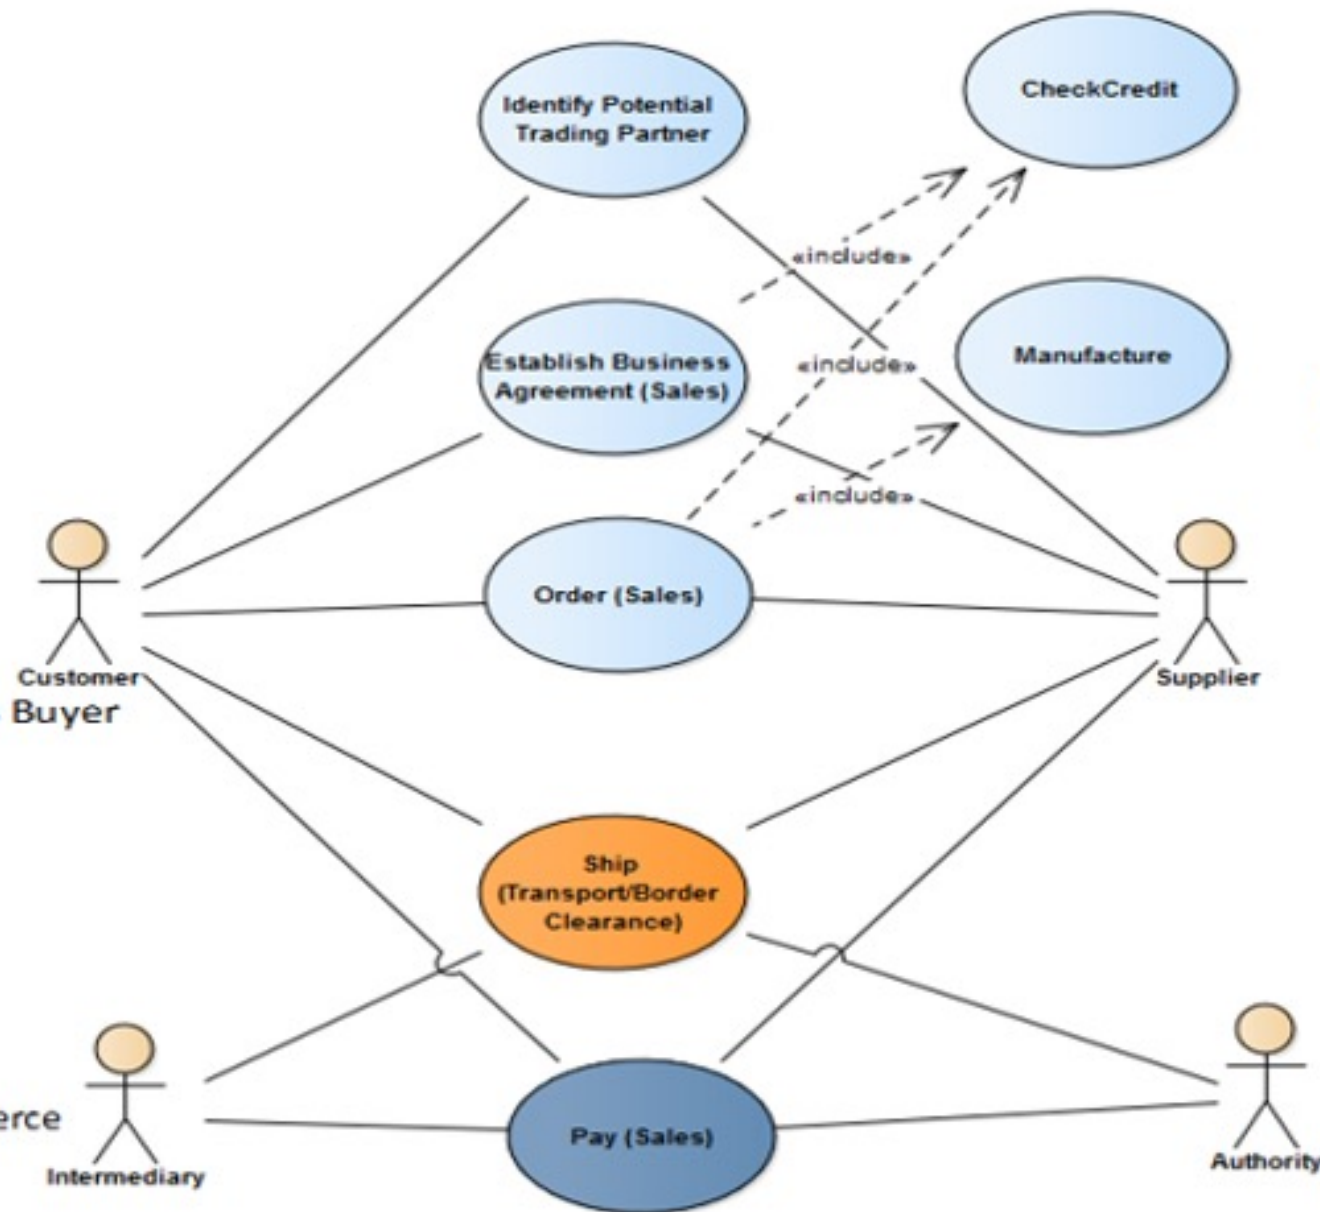 Identify Potential
Trading Partner
CheckCredit
«include»
Establish Business
Agreement (Sales)
«include»
Manufacture
«include»
Order (Sales)
Customer
Buyer
Supplier
Ship
(Transport/Border
Clearance)
erce
Intermediary
Pay (Sales)
Authority